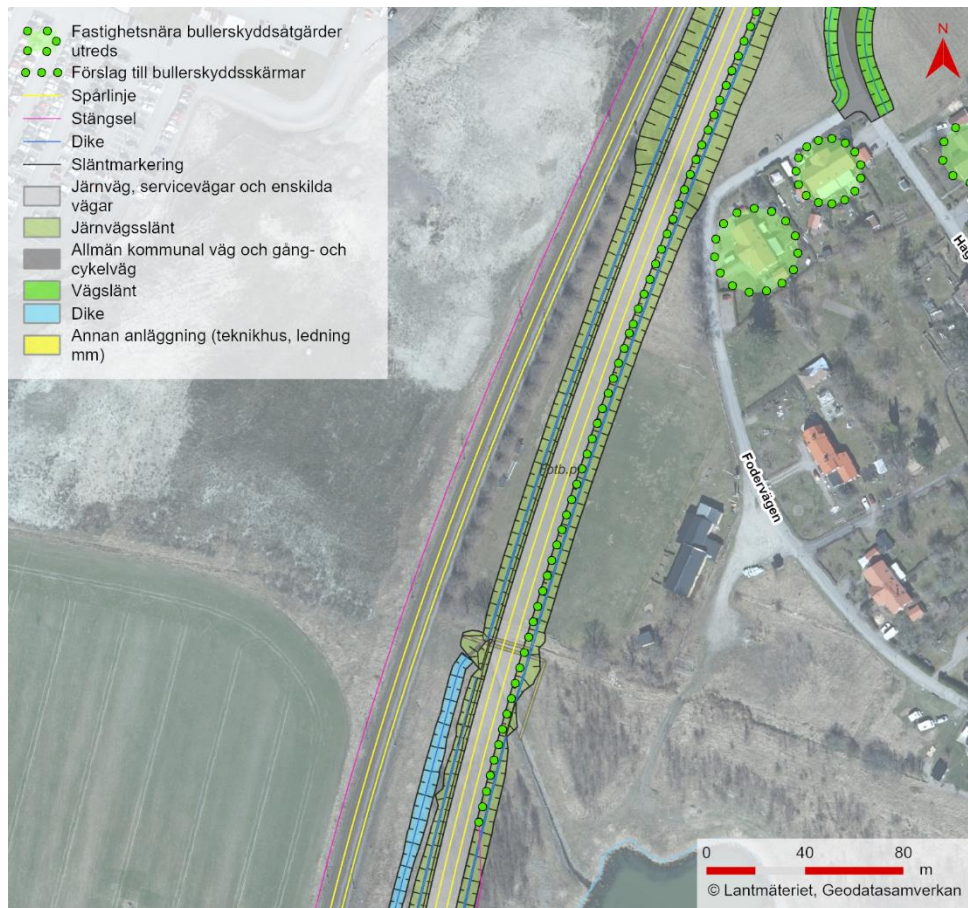 Fastighetsnära bullerskyddsåtgärder
utreds
Förslag till bullerskyddsskärmar
Spårlinje
Stängsel
Dike
Släntmarkering
Järnväg, servicevägar och enskilda
vägar
Järnvägsslänt
Allmän kommunal väg och gång- och
cykelväg
Vägslänt
Dike
Annan anläggning (teknikhus, ledning
mm)
N
Hag
Fodervägen
0 40 80
m
© Lantmäteriet, Geodatasamverkan